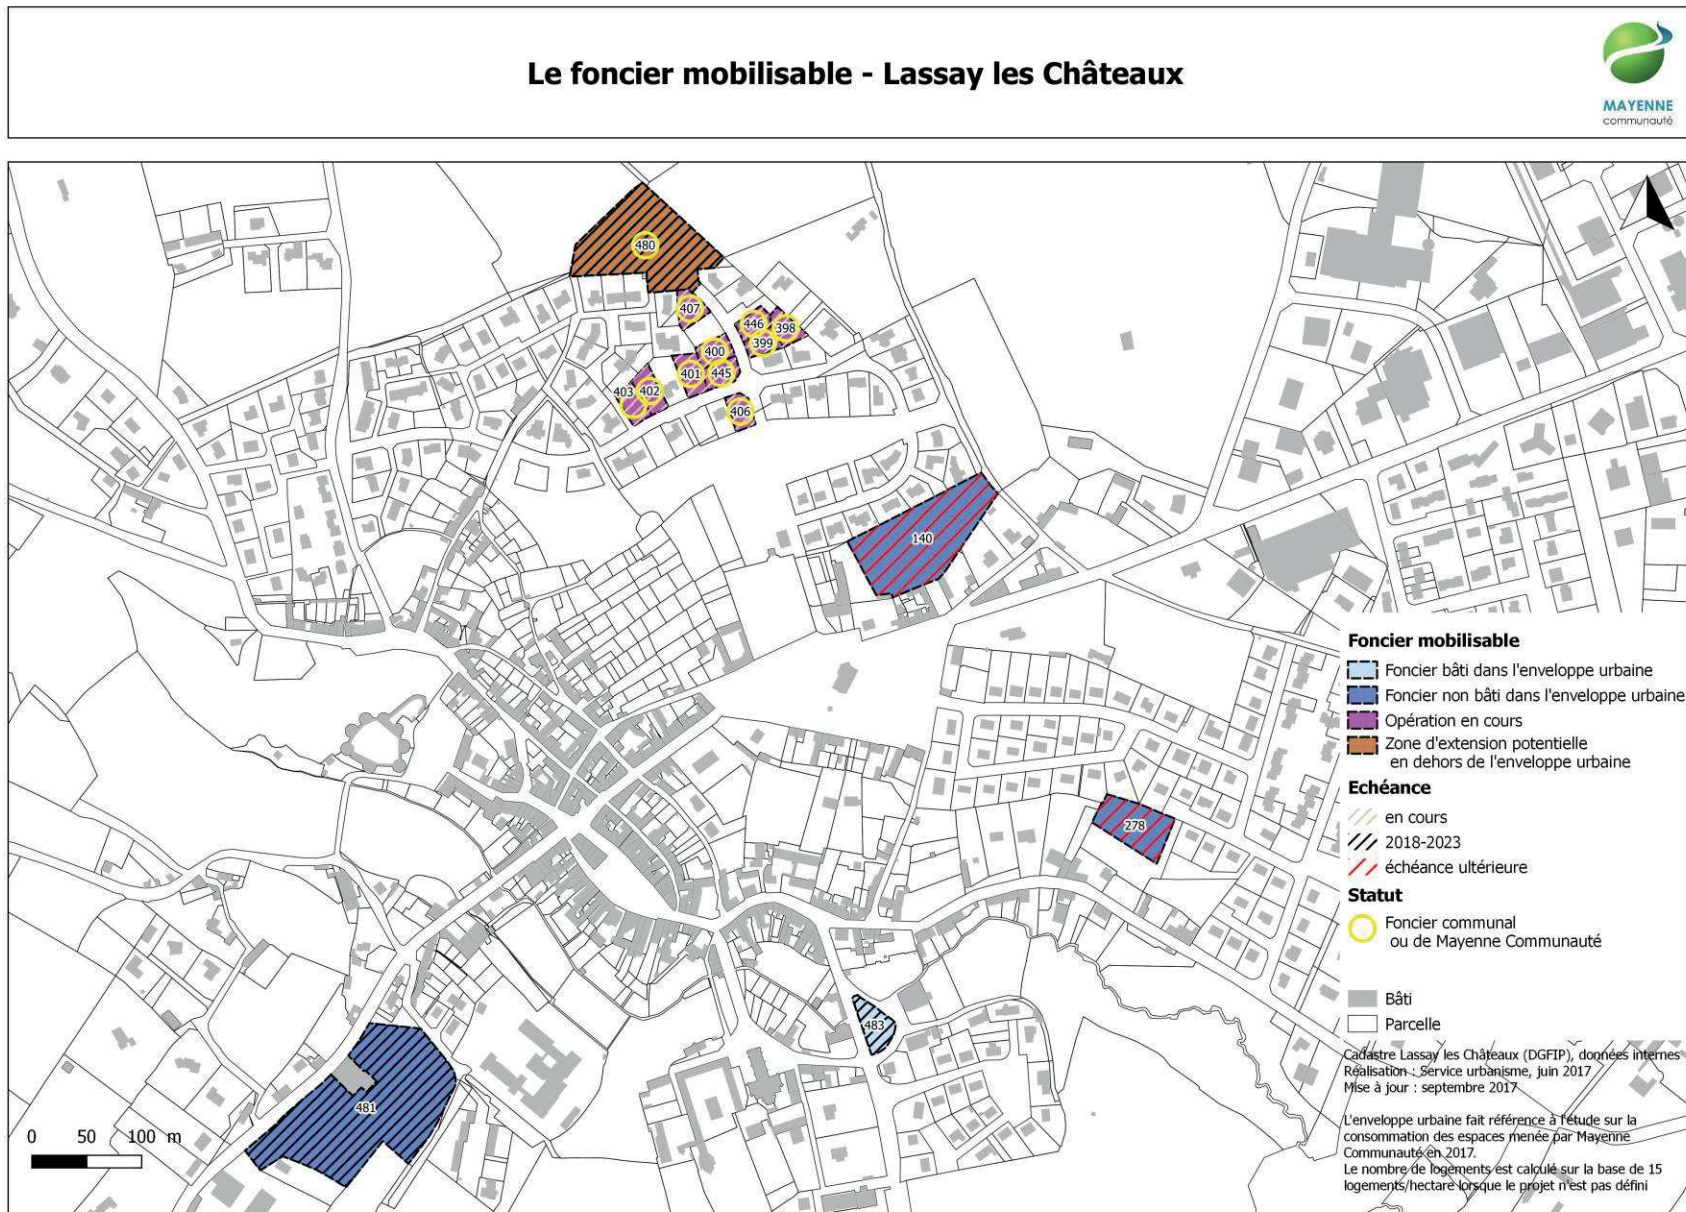 Le foncier mobilisable - Lassay les Châteaux
MAYENNE
communauté
480
407
446
398
399
400
401
445
403
402
406
140
278
483
481
0 50 100 m
Foncier mobilisable
Foncier bâti dans l'enveloppe urbaine
Foncier non bâti dans l'enveloppe urbaine
Opération en cours
Zone d'extension potentielle
en dehors de l'enveloppe urbaine
Echéance
en cours
2018-2023
échéance ultérieure
Statut
Foncier communal
ou de Mayenne Communauté
Bâti
Parcelle
Cadastre Lassay les Châteaux (DGFIP), données internes
Réalisation : Service urbanisme, juin 2017
Mise à jour : septembre 2017
L'enveloppe urbaine fait référence à l'étude sur la
consommation des espaces menée par Mayenne
Communauté en 2017.
Le nombre de logements est calculé sur la base de 15
logements/hectare lorsque le projet n'est pas défini